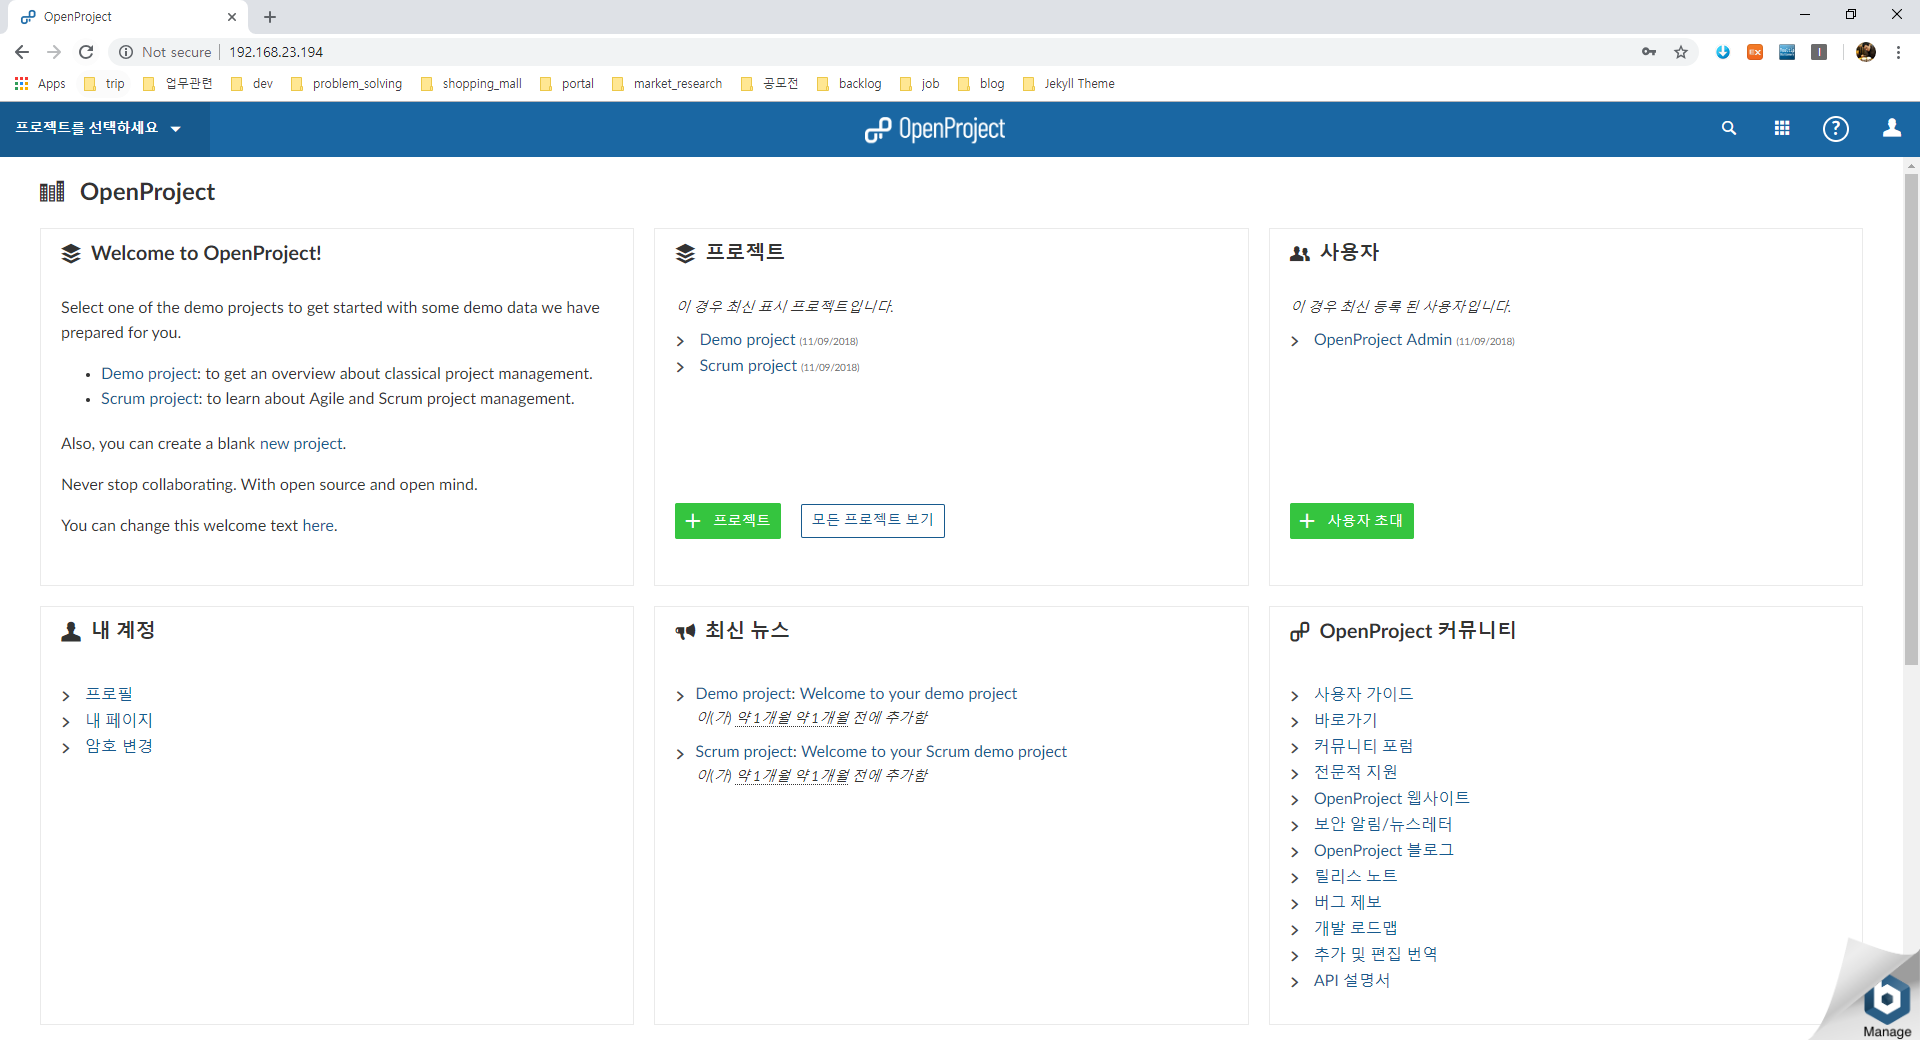 OpenProject
Not secure 192.168.23.194
Apps trip 업무관련 dev problem_solving shopping_mall portal market_research 공모전 backlog job blog Jekyll Theme
프로젝트를 선택하세요 OpenProject
OpenProject
Welcome to OpenProject!
Select one of the demo projects to get started with some demo data we have
prepared for you.
Demo project: to get an overview about classical project management.
Scrum project: to learn about Agile and Scrum project management.
Also, you can create a blank new project.
Never stop collaborating. With open source and open mind.
You can change this welcome text here.
프로젝트
이 경우 최신 표시 프로젝트입니다.
Demo project (11/09/2018)
Scrum project (11/09/2018)
+ 프로젝트 모든 프로젝트 보기
사용자
이 경우 최신 등록 된 사용자입니다.
OpenProject Admin (11/09/2018)
+ 사용자 초대
내 계정
프로필
내 페이지
암호 변경
최신 뉴스
Demo project: Welcome to your demo project
이(가) 약 1개월 약 1개월 전에 추가함
Scrum project: Welcome to your Scrum demo project
이(가) 약 1개월 약 1개월 전에 추가함
OpenProject 커뮤니티
사용자 가이드
바로가기
커뮤니티 포럼
전문적 지원
OpenProject 웹사이트
보안 알림/뉴스레터
OpenProject 블로그
릴리스 노트
버그 제보
개발 로드맵
추가 및 편집 번역
API 설명서
Manage